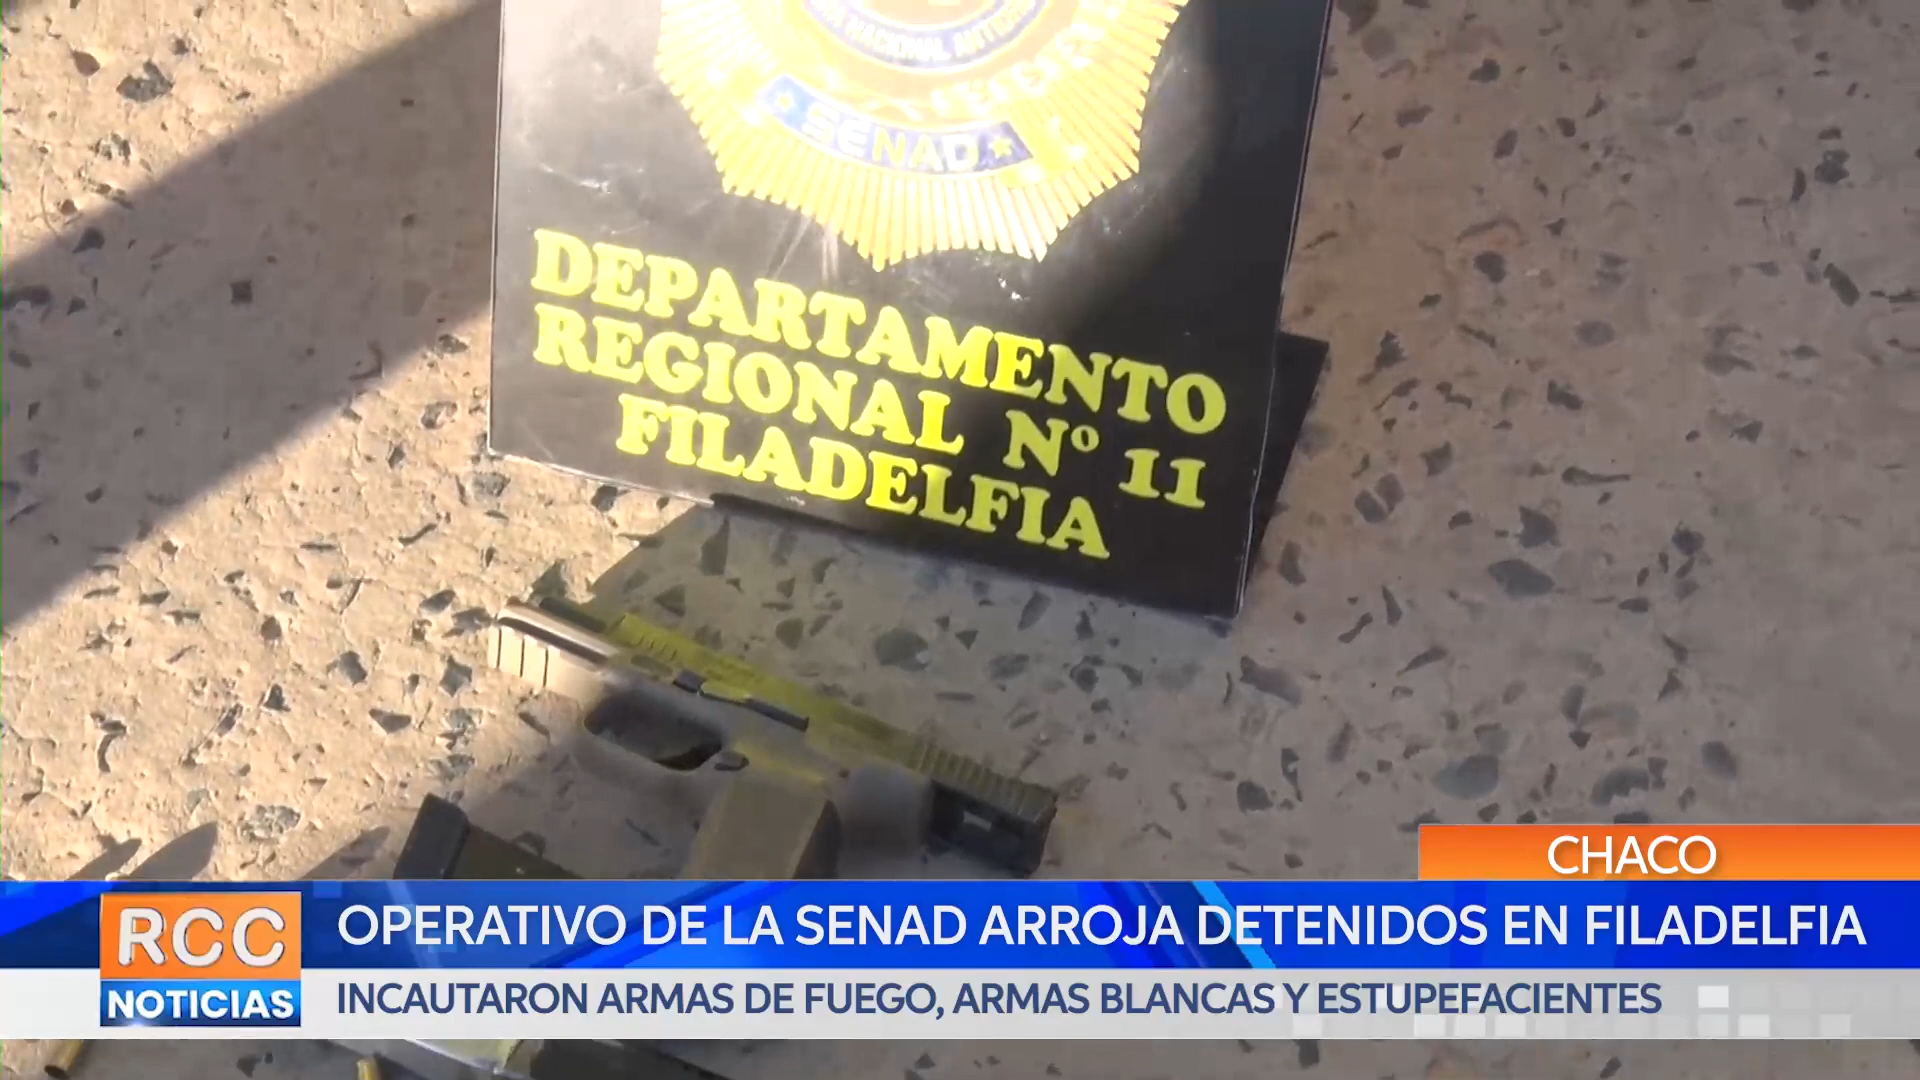 NACIONAL
SENAD
DEPARTAMENTO
REGIONAL Nº 11
FILADELFIA
CHACO
RCC
NOTICIAS
OPERATIVO DE LA SENAD ARROJA DETENIDOS EN FILADELFIA
INCAUTARON ARMAS DE FUEGO, ARMAS BLANCAS Y ESTUPEFACIENTES